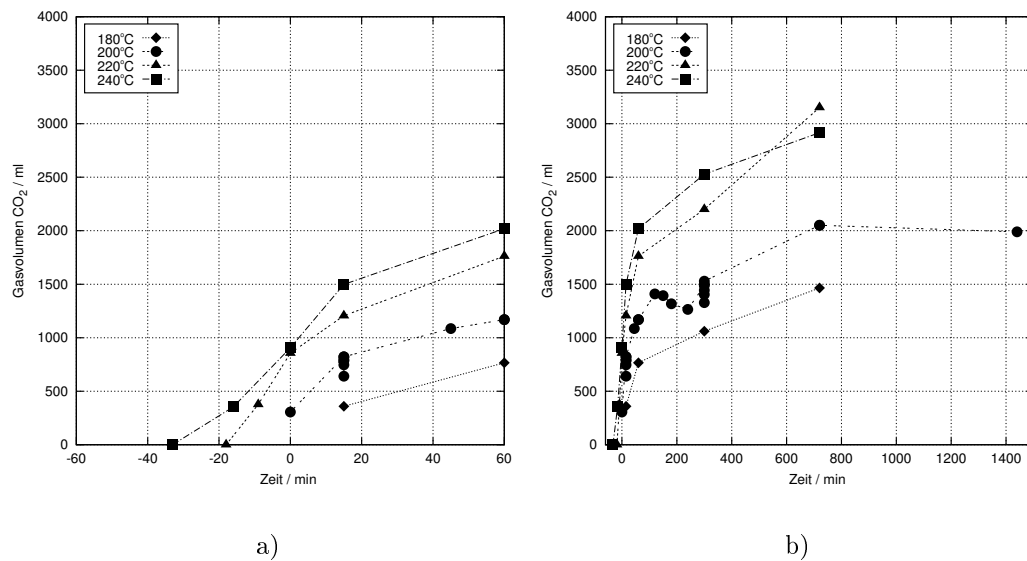 4000
3500
3000
2500
2000
1500
1000
500
0
Gasvolumen CO₂ / ml
180°C
200°C
220°C
240°C
-60 -40 -20 0 20 40 60
Zeit / min
a)
4000
3500
3000
2500
2000
1500
1000
500
0
Gasvolumen CO₂ / ml
180°C
200°C
220°C
240°C
0 200 400 600 800 1000 1200 1400
Zeit / min
b)